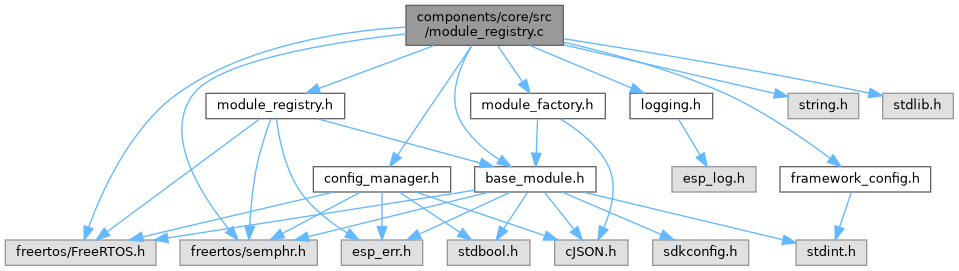 components/core/src
/module_registry.c
module_registry.h
module_factory.h
logging.h
string.h
stdlib.h
config_manager.h
base_module.h
esp_log.h
framework_config.h
freertos/FreeRTOS.h
freertos/semphr.h
esp_err.h
stdbool.h
cJSON.h
sdkconfig.h
stdint.h